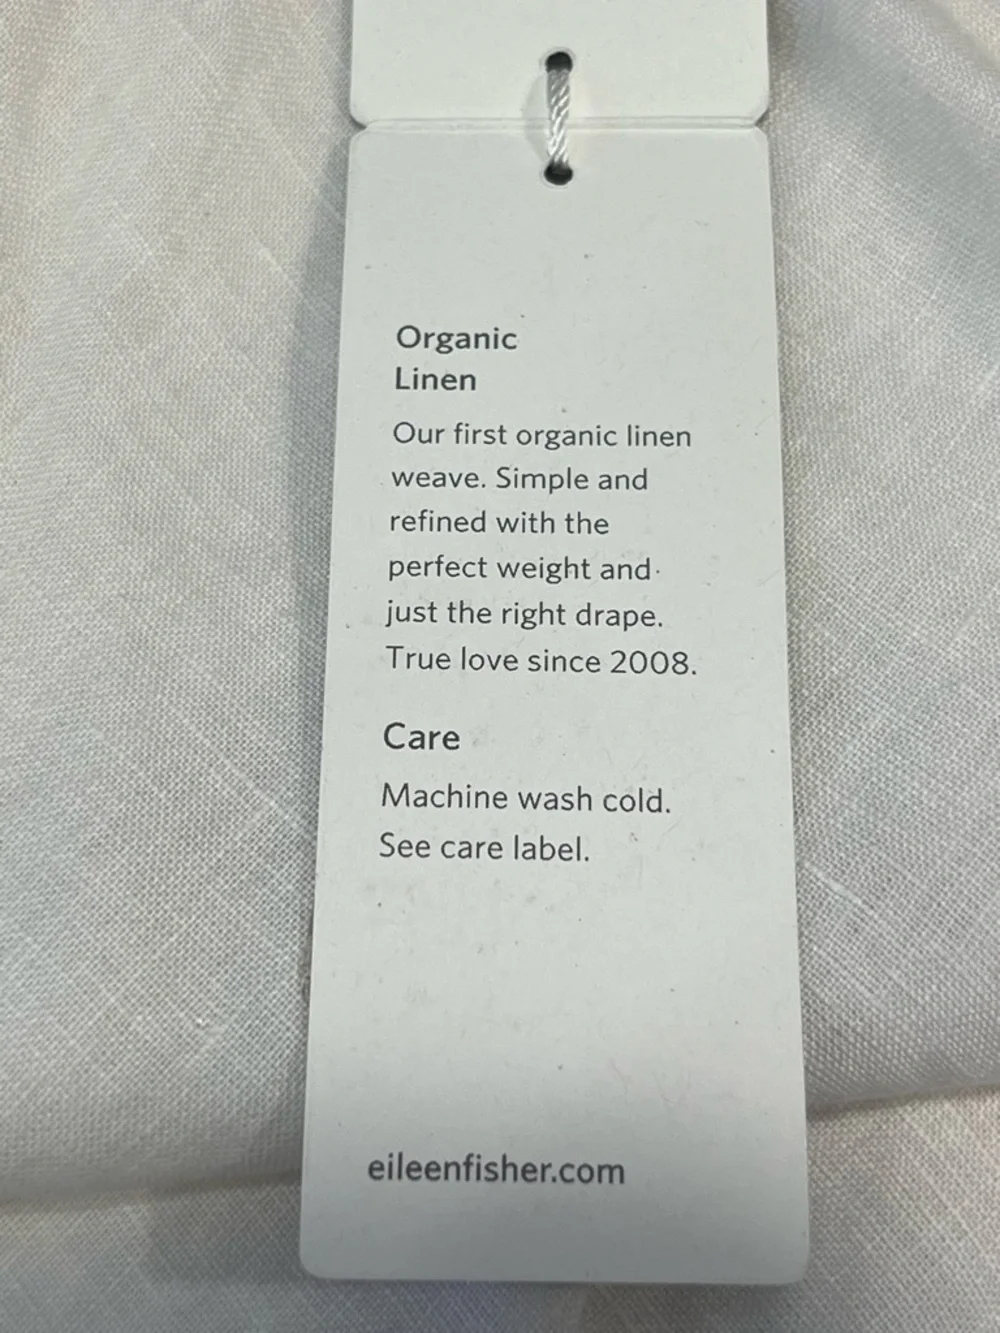 Organic
Linen
Our first organic linen
weave. Simple and
refined with the
perfect weight and
just the right drape.
True love since 2008.
Care
Machine wash cold.
See care label.
eileenfisher.com